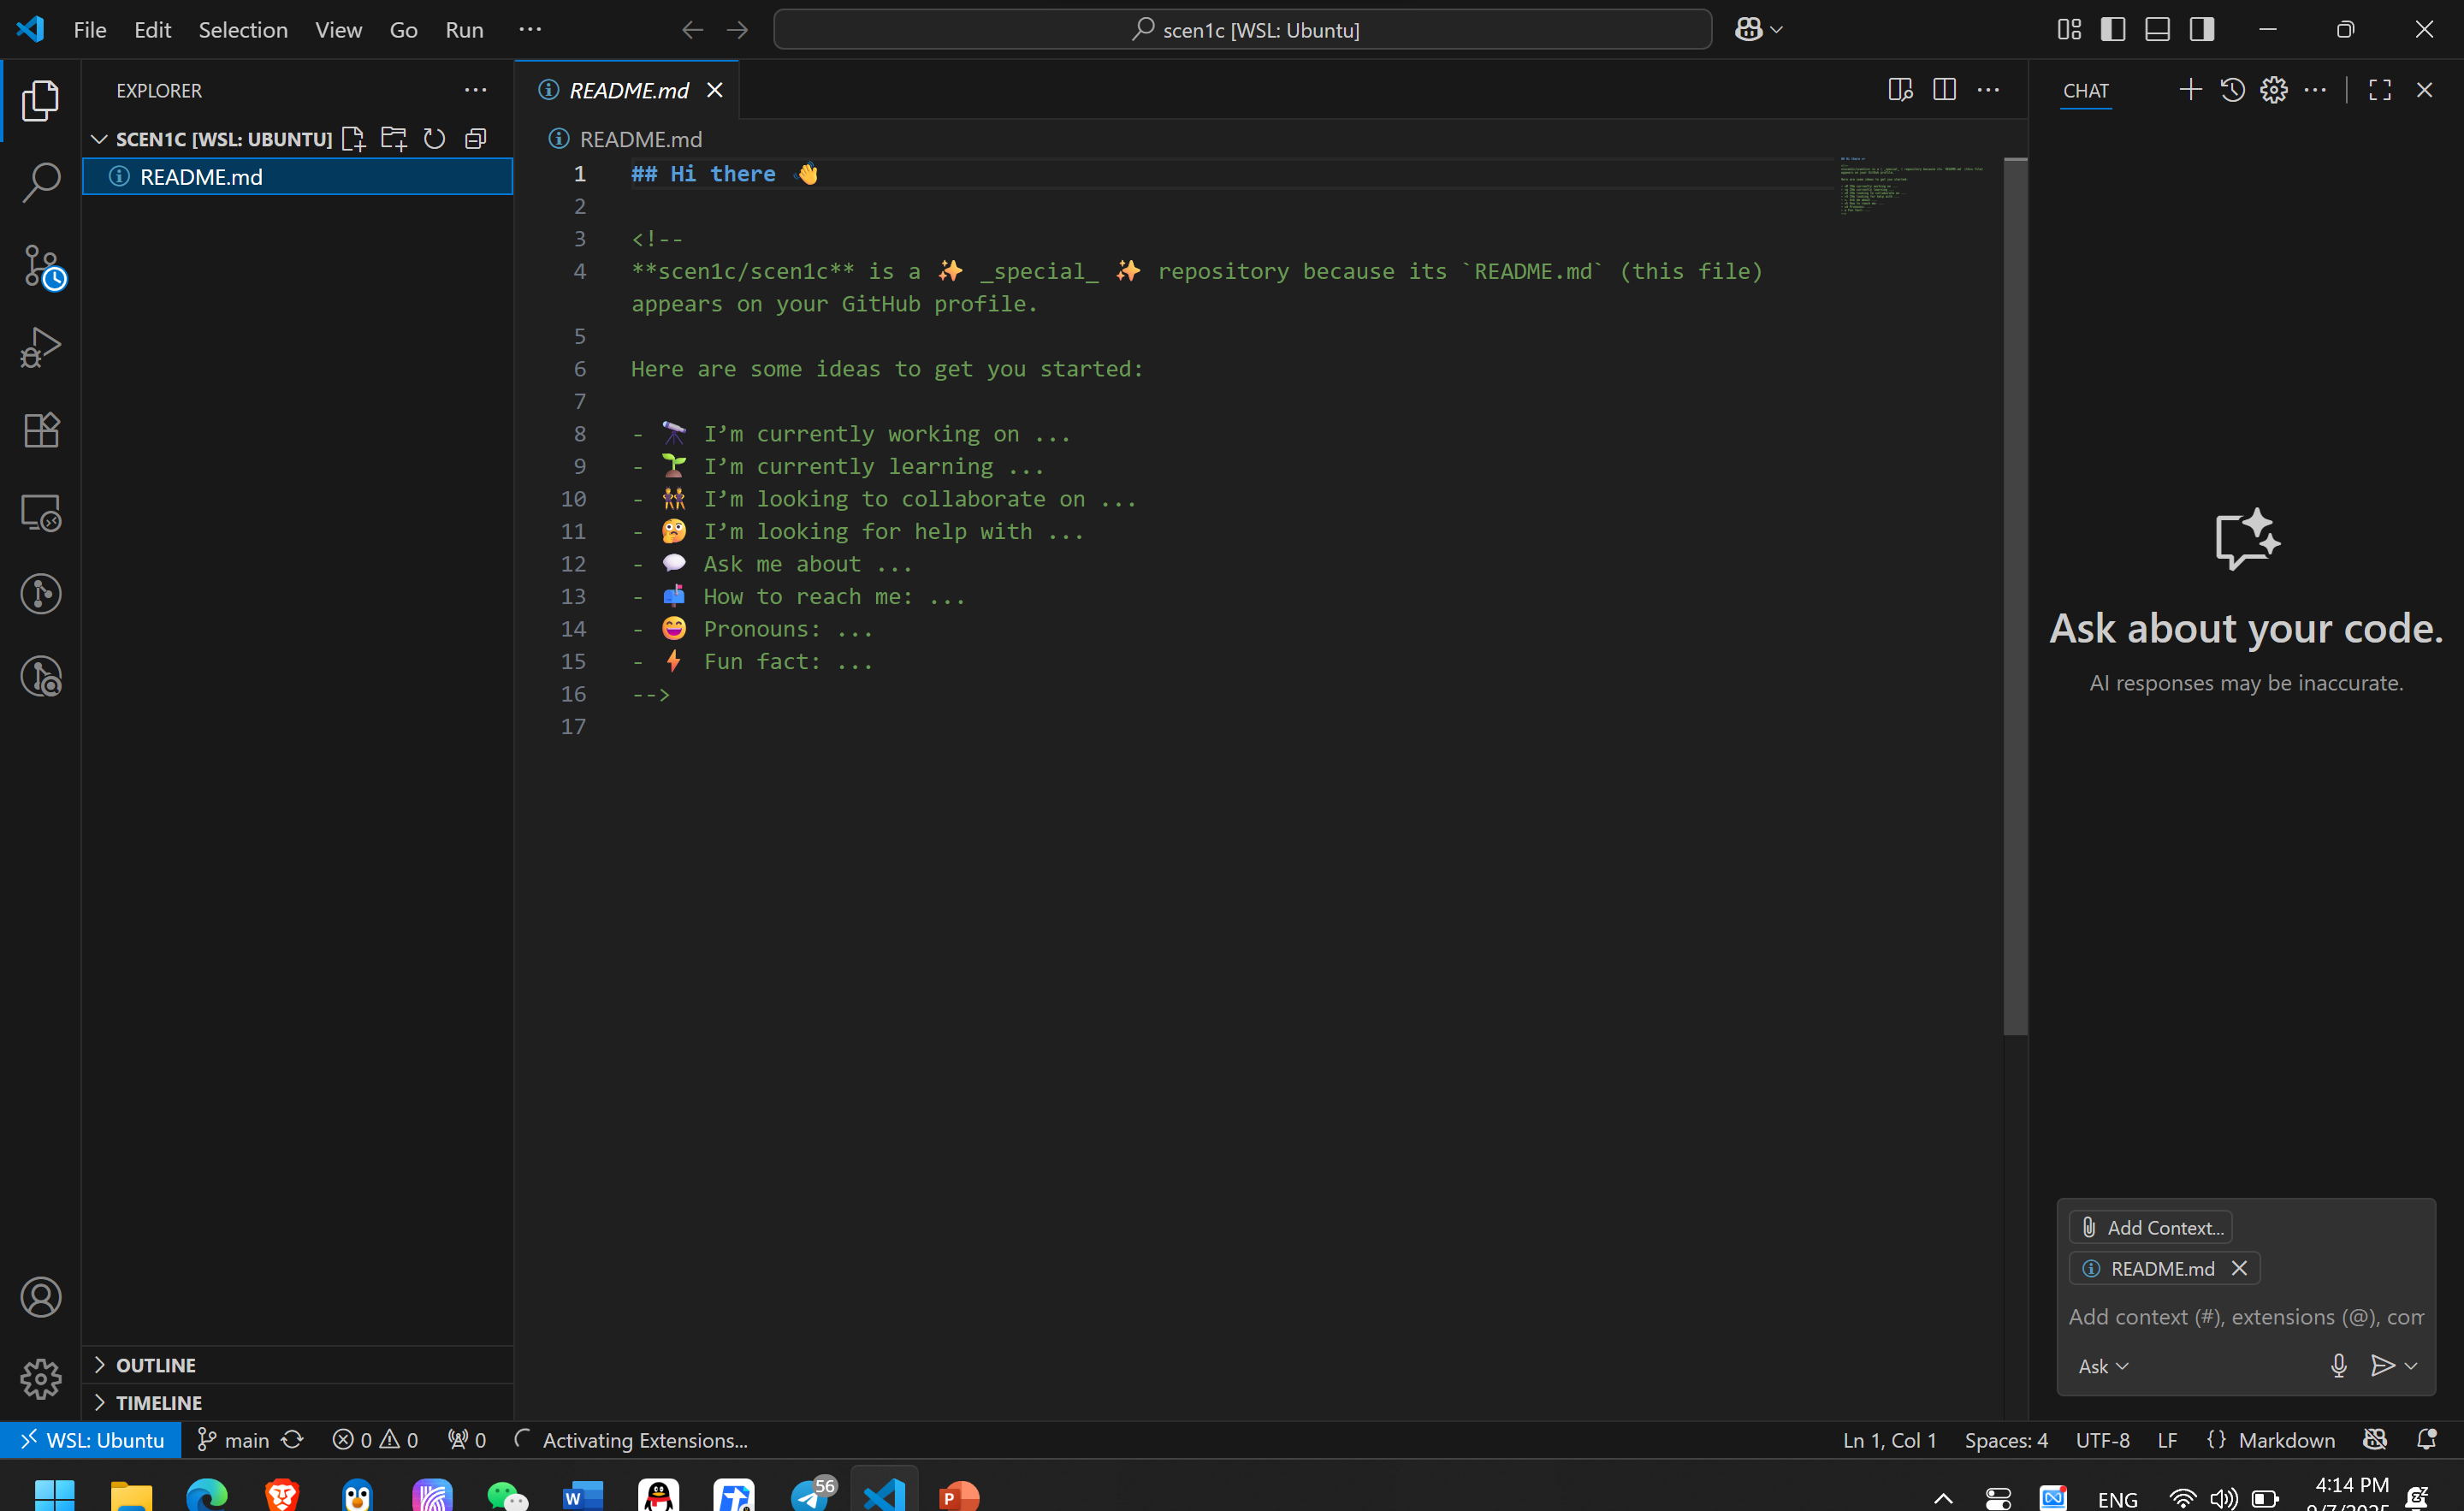 File Edit Selection View Go Run ···
scen1c [WSL: Ubuntu]
EXPLORER
SCEN1C [WSL: UBUNTU]
README.md
README.md
README.md
1 ## Hi there 👋
2
3 <!--
4 **scen1c/scen1c** is a ✨ _special_ ✨ repository because its `README.md` (this file)
appears on your GitHub profile.
5
6 Here are some ideas to get you started:
7
8 - 🔭 I’m currently working on ...
9 - 🌱 I’m currently learning ...
10 - 👯 I’m looking to collaborate on ...
11 - 🤔 I’m looking for help with ...
12 - 💬 Ask me about ...
13 - 📫 How to reach me: ...
14 - 😄 Pronouns: ...
15 - ⚡ Fun fact: ...
16 -->
17
CHAT
Ask about your code.
AI responses may be inaccurate.
Add Context...
README.md
Add context (#), extensions (@), com
Ask
OUTLINE
TIMELINE
WSL: Ubuntu main 0 0 0 Activating Extensions...
Ln 1, Col 1 Spaces: 4 UTF-8 LF {} Markdown
56
ENG
4:14 PM